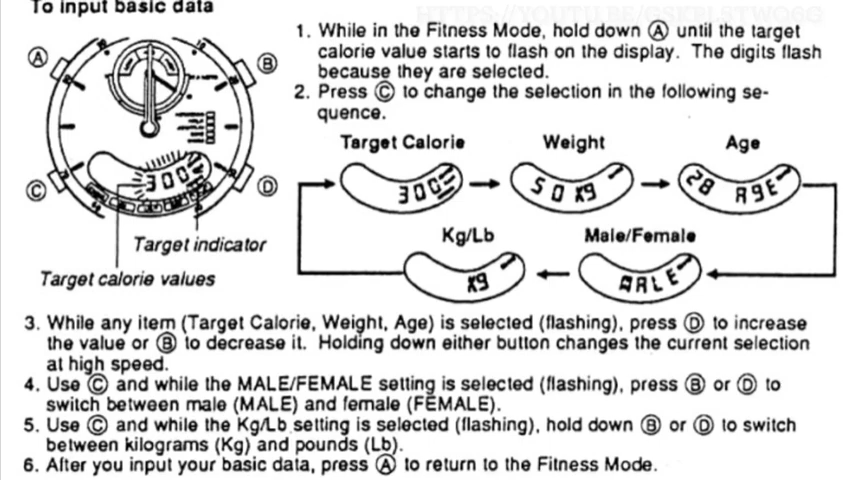 To input basic data
HTTPS://YOUTU.BE/
1. While in the Fitness Mode, hold down Ⓐ until the target
calorie value starts to flash on the display. The digits flash
because they are selected.
2. Press Ⓒ to change the selection in the following se-
quence.
A
B
C
D
300
Target indicator
Target calorie values
Target Calorie
Weight
Age
300
50 Kg
28 AGE
Kg/Lb
Male/Female
Kg
MALE
3. While any item (Target Calorie, Weight, Age) is selected (flashing), press Ⓓ to increase
the value or Ⓑ to decrease it. Holding down either button changes the current selection
at high speed.
4. Use Ⓒ and while the MALE/FEMALE setting is selected (flashing), press Ⓑ or Ⓓ to
switch between male (MALE) and female (FEMALE).
5. Use Ⓒ and while the Kg/Lb setting is selected (flashing), hold down Ⓑ or Ⓓ to switch
between kilograms (Kg) and pounds (Lb).
6. After you input your basic data, press Ⓐ to return to the Fitness Mode.